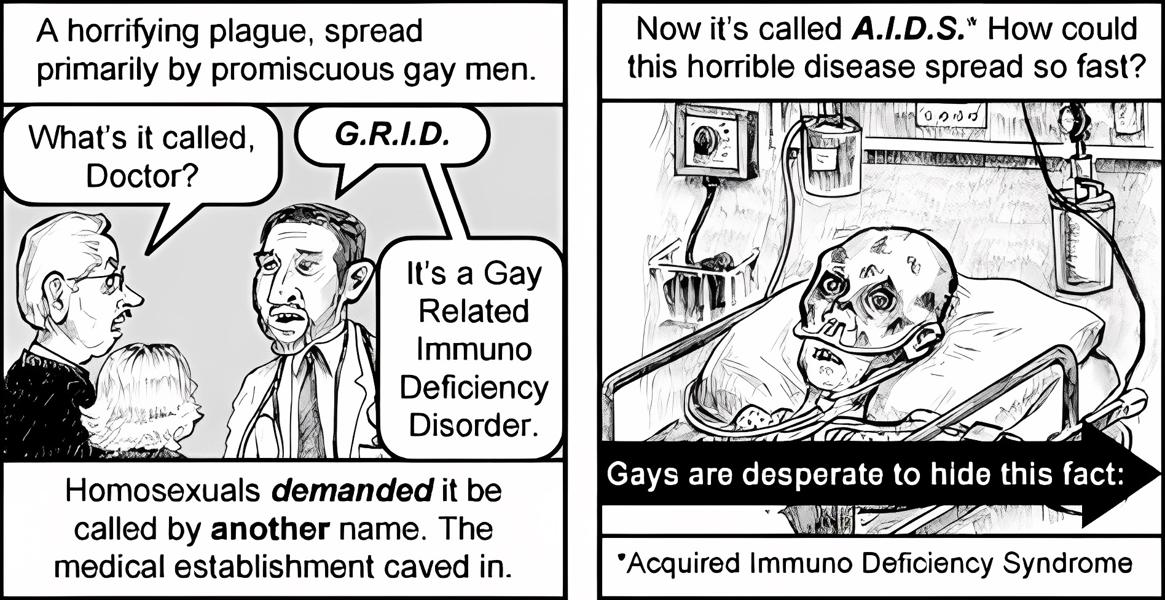 A horrifying plague, spread
primarily by promiscuous gay men.
What's it called,
Doctor?
G.R.I.D.
It's a Gay
Related
Immuno
Deficiency
Disorder.
Homosexuals demanded it be
called by another name. The
medical establishment caved in.
Now it's called A.I.D.S.* How could
this horrible disease spread so fast?
Gays are desperate to hide this fact:
*Acquired Immuno Deficiency Syndrome